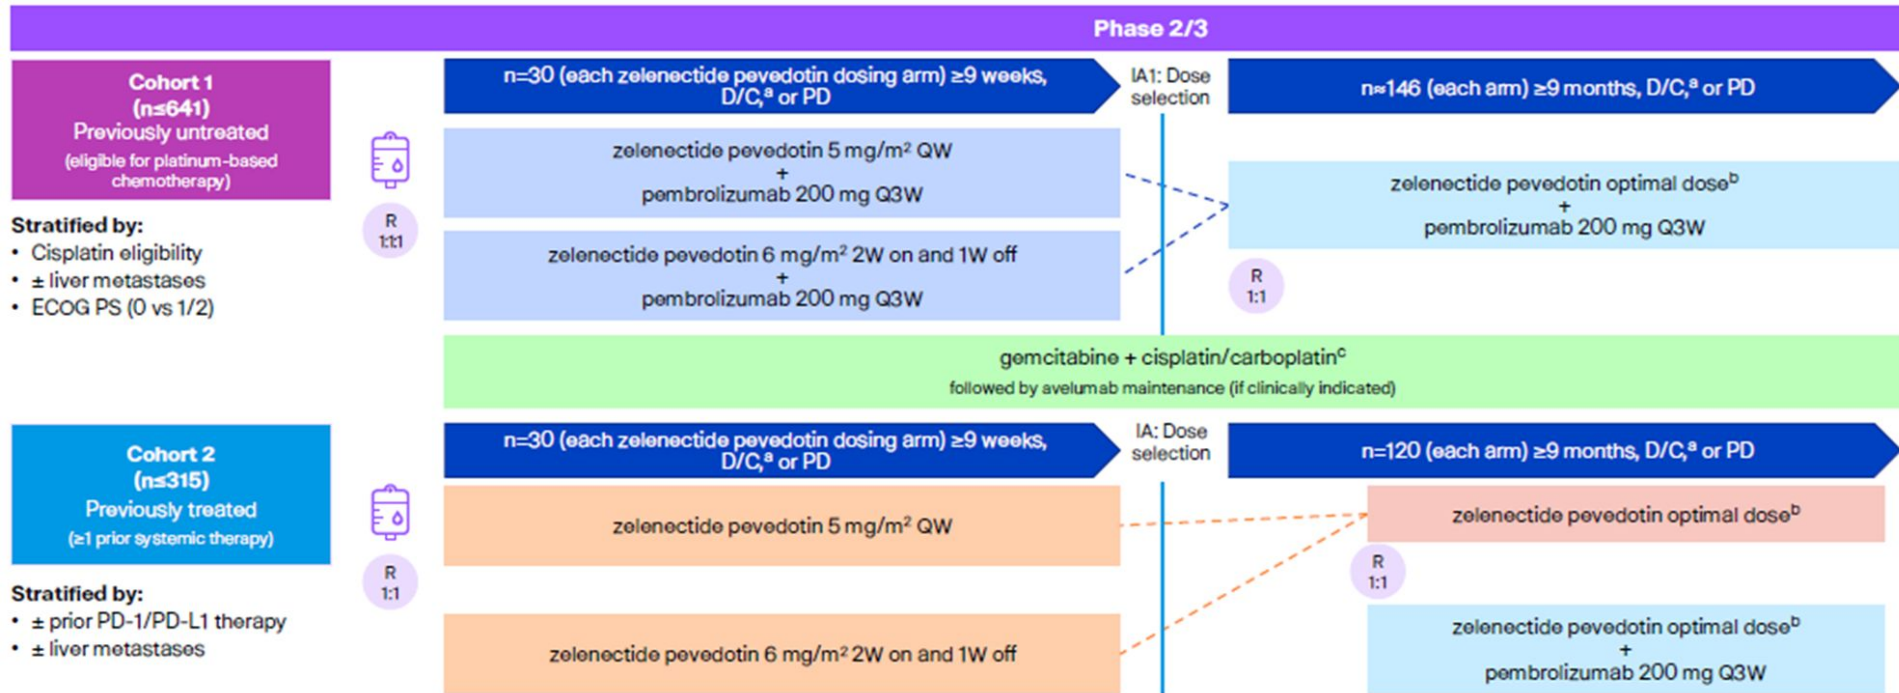 Phase 2/3
Cohort 1
(n≤641)
Previously untreated
(eligible for platinum-based
chemotherapy)
Stratified by:
• Cisplatin eligibility
• ± liver metastases
• ECOG PS (0 vs 1/2)
R
1:1:1
n=30 (each zelenectide pevedotin dosing arm) ≥9 weeks,
D/C,ª or PD
IA1: Dose
selection
n≈146 (each arm) ≥9 months, D/C,ª or PD
zelenectide pevedotin 5 mg/m² QW
+
pembrolizumab 200 mg Q3W
zelenectide pevedotin 6 mg/m² 2W on and 1W off
+
pembrolizumab 200 mg Q3W
zelenectide pevedotin optimal doseᵇ
+
pembrolizumab 200 mg Q3W
R
1:1
gemcitabine + cisplatin/carboplatinᶜ
followed by avelumab maintenance (if clinically indicated)
Cohort 2
(n≤315)
Previously treated
(≥1 prior systemic therapy)
Stratified by:
• ± prior PD-1/PD-L1 therapy
• ± liver metastases
R
1:1
n=30 (each zelenectide pevedotin dosing arm) ≥9 weeks,
D/C,ª or PD
IA: Dose
selection
n=120 (each arm) ≥9 months, D/C,ª or PD
zelenectide pevedotin 5 mg/m² QW
zelenectide pevedotin 6 mg/m² 2W on and 1W off
zelenectide pevedotin optimal doseᵇ
R
1:1
zelenectide pevedotin optimal doseᵇ
+
pembrolizumab 200 mg Q3W